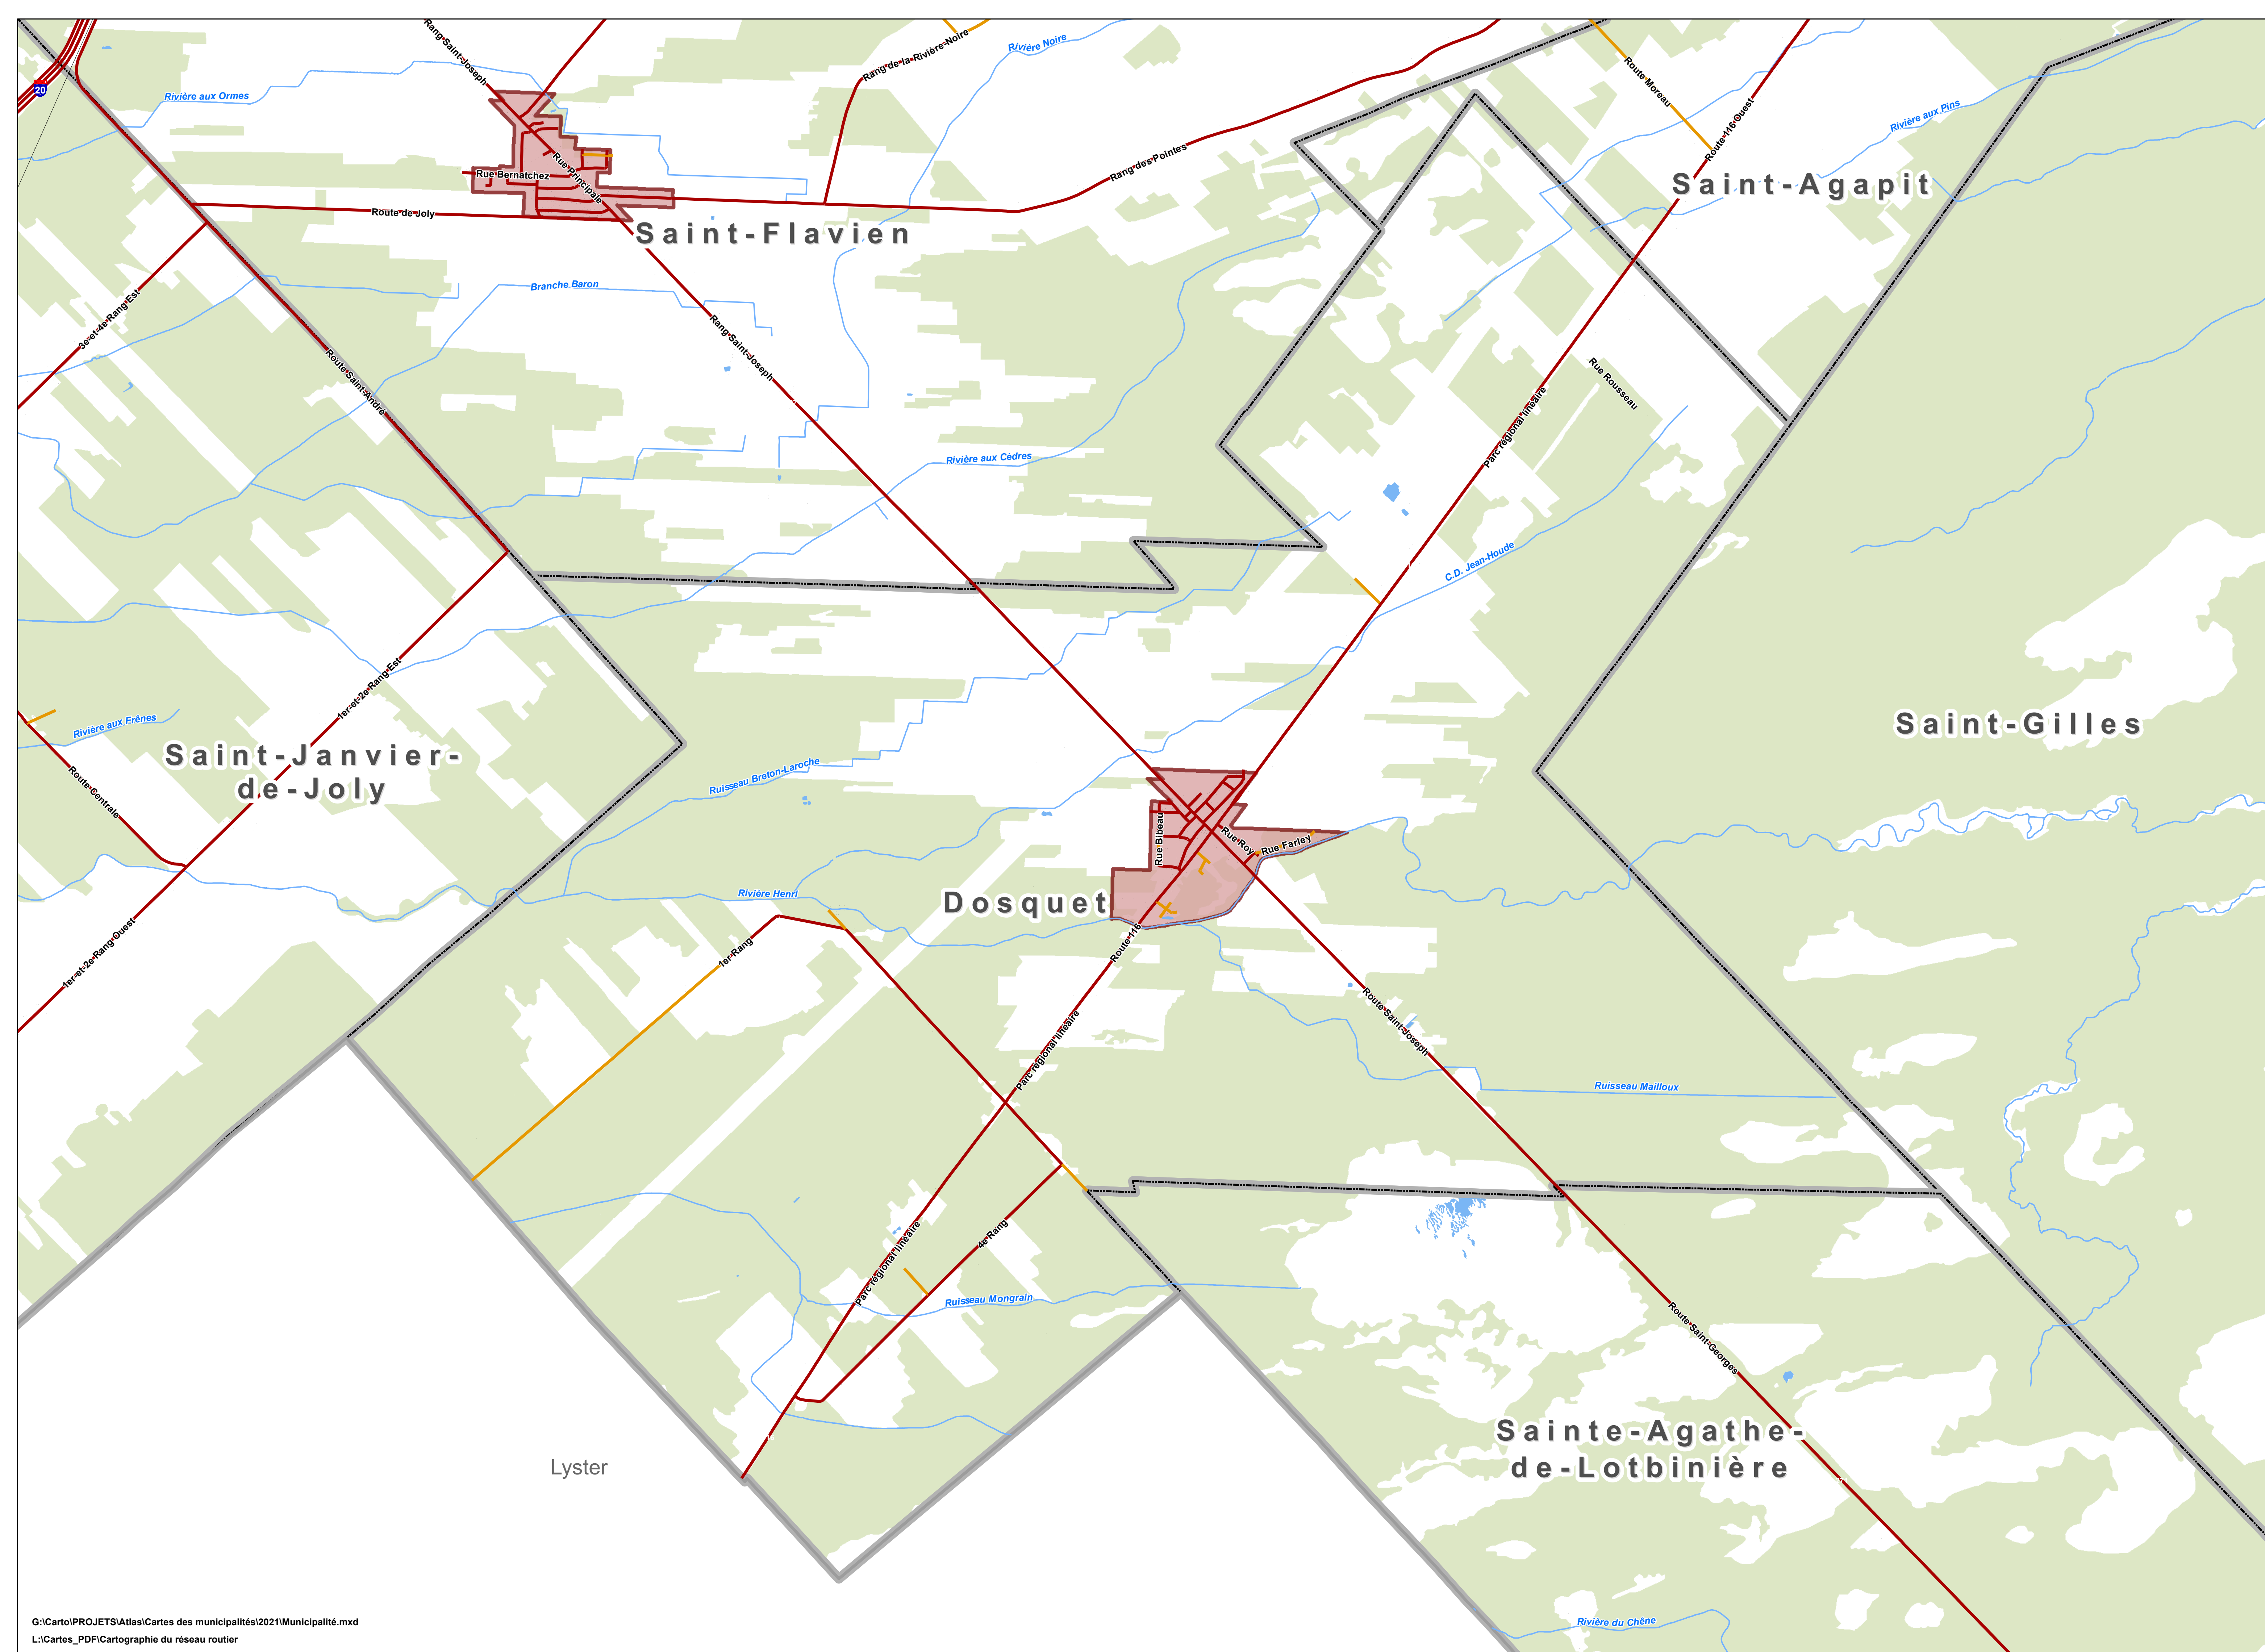 Rang Saint-Joseph
Rivière Noire
Rang de la Rivière-Noire
Route Moreau
20
Rivière aux Ormes
Route 116 Ouest
Rivière aux Pins
Rang des Pointes
Rue Bernatchez
Rue Principale
Saint-Agapit
Route de Joly
Saint-Flavien
Branche Baron
3e-et-4e Rang Est
Rang Saint-Joseph
Route Saint-André
Rue Rousseau
Parc régional linéaire
Rivière aux Cèdres
C.D. Jean-Houde
1er-et-2e Rang Est
Rivière aux Frênes
Saint-Gilles
Saint-Janvier-
de-Joly
Ruisseau Breton-Laroche
Route Centrale
Rue Bibeau
Rue Roy
Rue Farley
Rivière Henri
Dosquet
Route 116
1er Rang
1er-et-2e Rang Ouest
Route Saint-Joseph
Parc régional linéaire
Ruisseau Mailloux
4e Rang
Parc régional linéaire
Ruisseau Mongrain
Route Saint-Georges
Sainte-Agathe-
de-Lotbinière
Lyster
Rivière du Chêne
G:\Carto\PROJETS\Atlas\Cartes des municipalités\2021\Municipalité.mxd
L:\Cartes_PDF\Cartographie du réseau routier